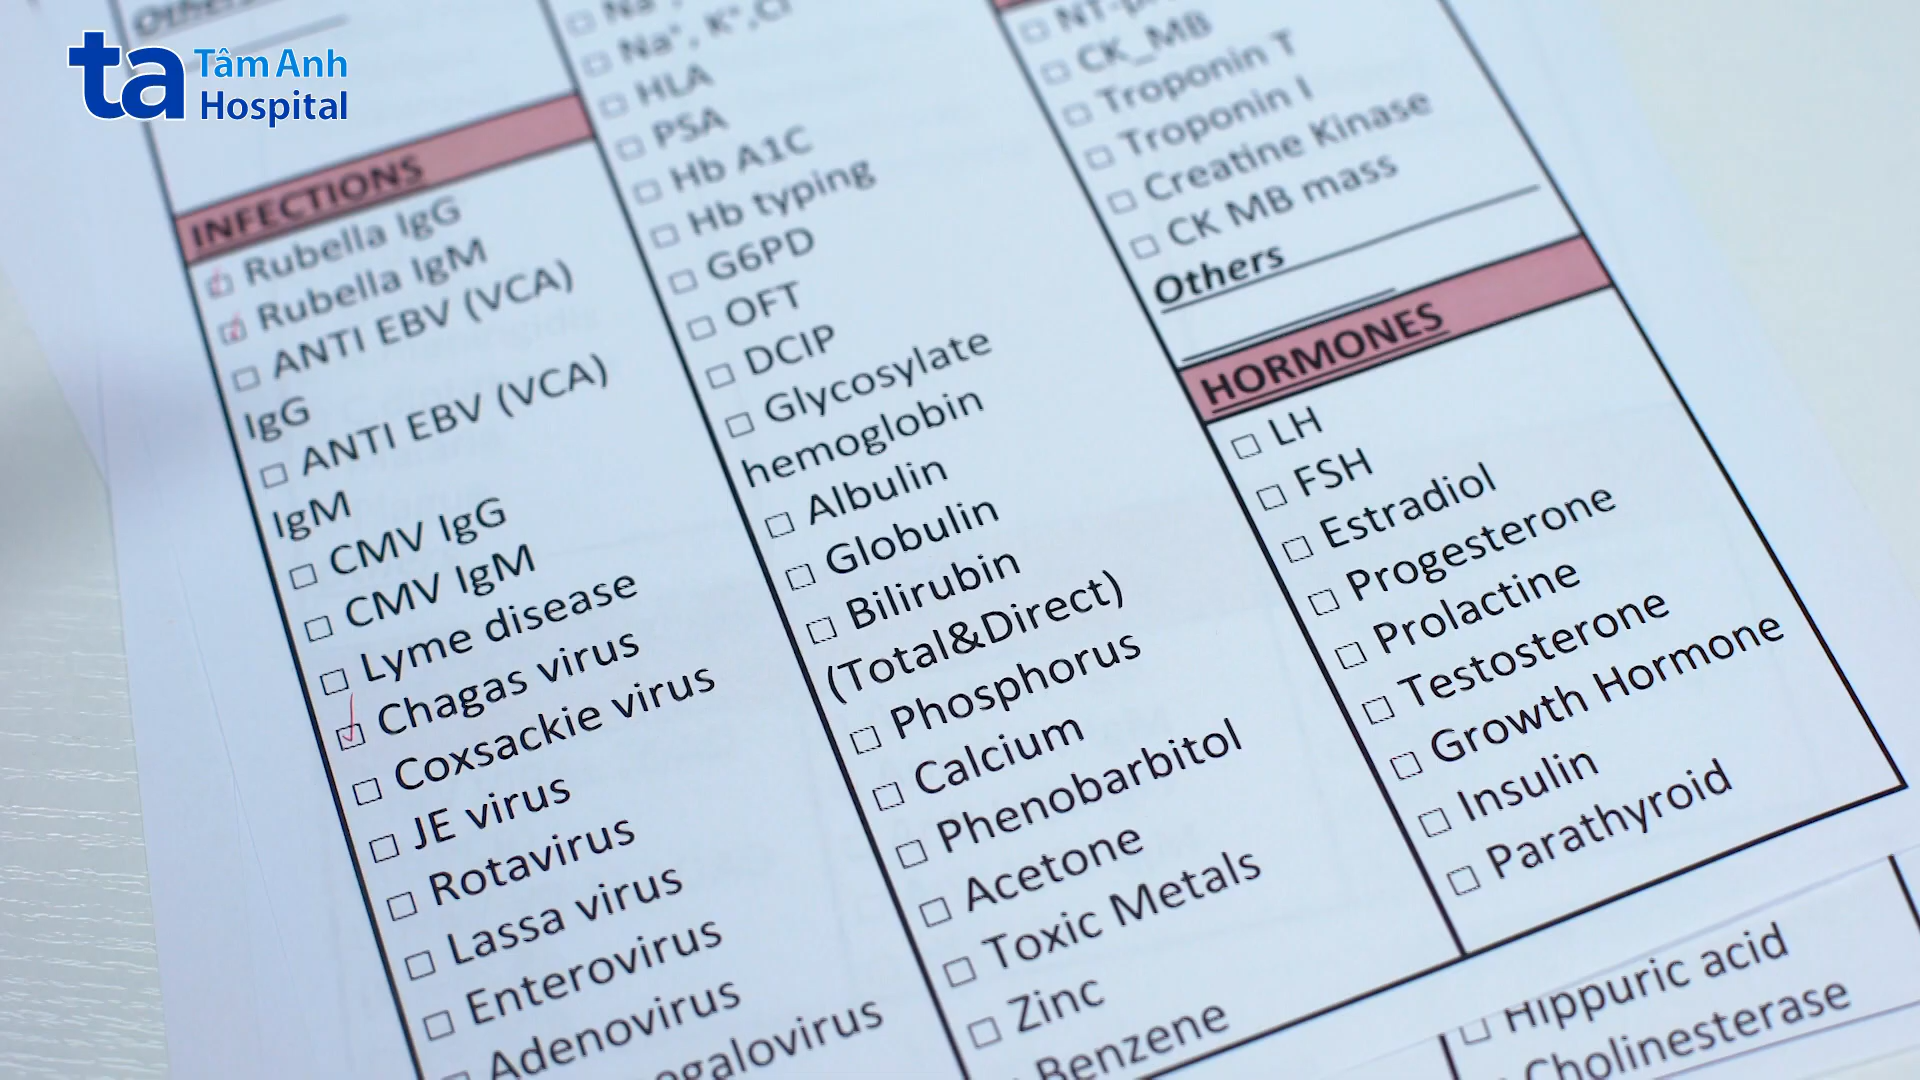 ta Tâm Anh
Hospital
Others
INFECTIONS
Rubella IgG
Rubella IgM
ANTI EBV (VCA)
IgG
ANTI EBV (VCA)
IgM
CMV IgG
CMV IgM
Lyme disease
Chagas virus
Coxsackie virus
JE virus
Rotavirus
Lassa virus
Enterovirus
Adenovirus
Na⁺, K⁺, Cl
HLA
PSA
Hb A1C
Hb typing
G6PD
OFT
DCIP
Glycosylate
hemoglobin
Albulin
Globulin
Bilirubin
(Total&Direct)
Phosphorus
Calcium
Phenobarbitol
Acetone
Toxic Metals
Zinc
Benzene
CK_MB
Troponin T
Troponin I
Creatine Kinase
CK MB mass
Others
HORMONES
LH
FSH
Estradiol
Progesterone
Prolactine
Testosterone
Growth Hormone
Insulin
Parathyroid
Hippuric acid
Cholinesterase